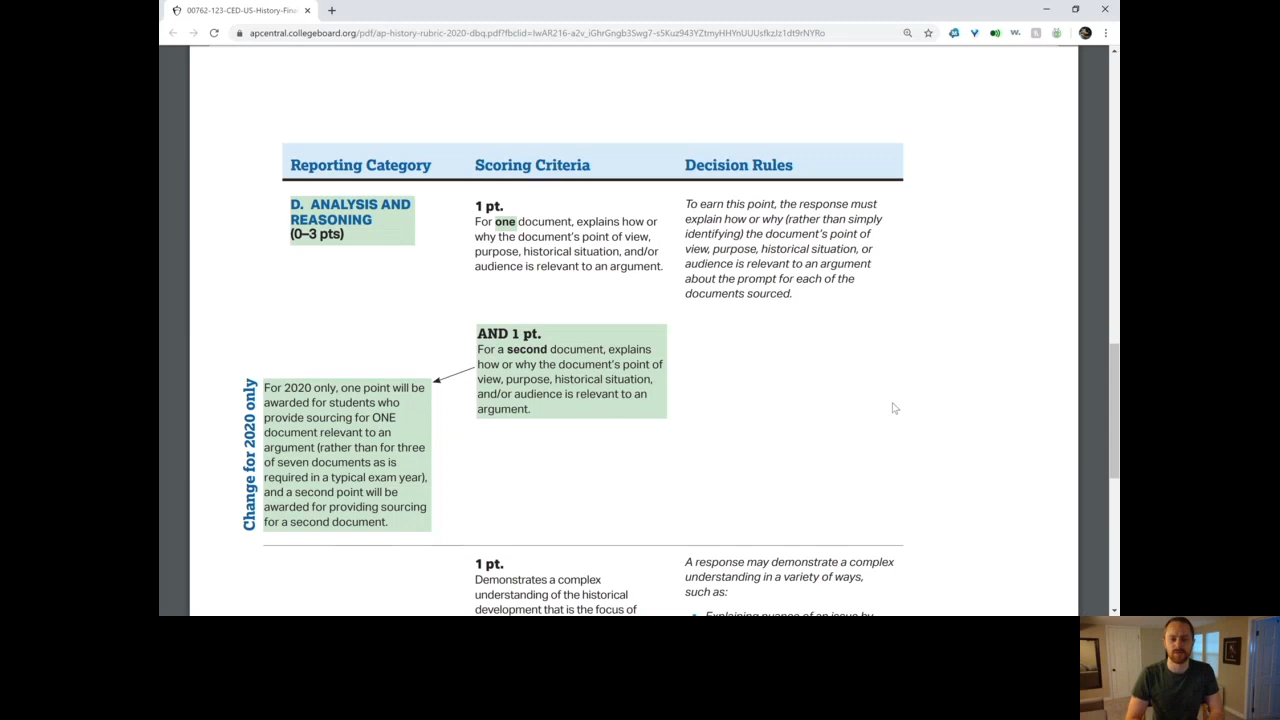 00762-123-CED-US-History-Fina
apcentral.collegeboard.org/pdf/ap-history-rubric-2020-dbq.pdf?fbclid=IwAR216-a2v_iGhrGngb3Swg7-s5Kuz943YZtmyHHYnUUUsfkzJz1dt9rNYRo
Reporting Category
Scoring Criteria
Decision Rules
D. ANALYSIS AND
REASONING
(0–3 pts)
1 pt.
For one document, explains how or
why the document's point of view,
purpose, historical situation, and/or
audience is relevant to an argument.
To earn this point, the response must
explain how or why (rather than simply
identifying) the document's point of
view, purpose, historical situation, or
audience is relevant to an argument
about the prompt for each of the
documents sourced.
AND 1 pt.
For a second document, explains
how or why the document's point of
view, purpose, historical situation,
and/or audience is relevant to an
argument.
Change for 2020 only
For 2020 only, one point will be
awarded for students who
provide sourcing for ONE
document relevant to an
argument (rather than for three
of seven documents as is
required in a typical exam year),
and a second point will be
awarded for providing sourcing
for a second document.
1 pt.
Demonstrates a complex
understanding of the historical
development that is the focus of
A response may demonstrate a complex
understanding in a variety of ways,
such as:
Explaining nuance of an issue by